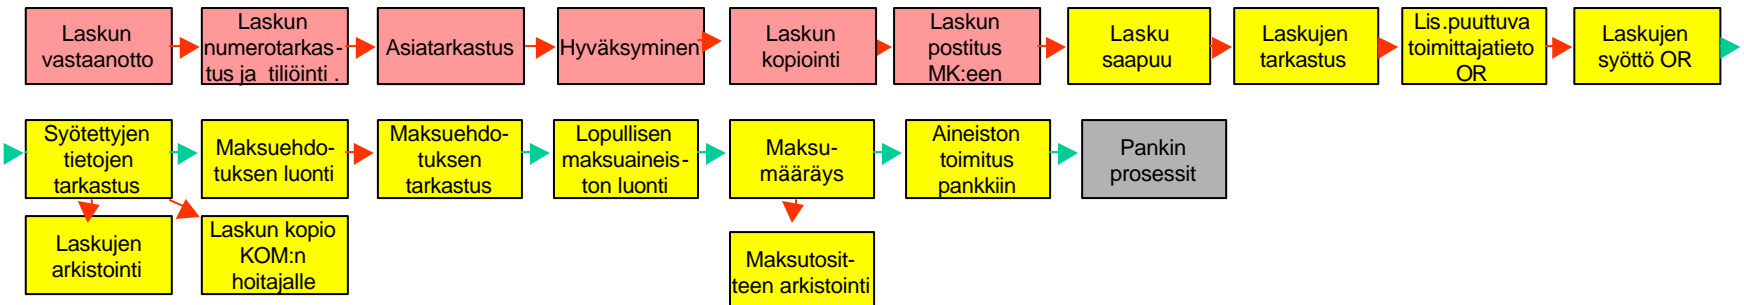 Laskun
vastaanotto
Laskun
numerotarkas-
tus ja tiliöinti .
Asiatarkastus
Hyväksyminen
Laskun
kopiointi
Laskun
postitus
MK:een
Lasku
saapuu
Laskujen
tarkastus
Lis.puuttuva
toimittajatieto
OR
Laskujen
syöttö OR
Syötettyjen
tietojen
tarkastus
Maksuehdo-
tuksen luonti
Maksuehdo-
tuksen
tarkastus
Lopullisen
maksuaineis-
ton luonti
Maksu-
määräys
Aineiston
toimitus
pankkiin
Pankin
prosessit
Laskujen
arkistointi
Laskun kopio
KOM:n
hoitajalle
Maksutosit-
teen arkistointi